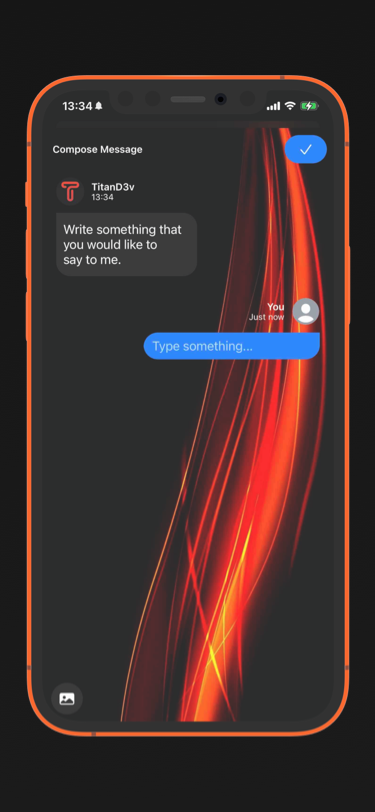 13:34
Compose Message
TitanD3v
13:34
Write something that
you would like to
say to me.
You
Just now
Type something...